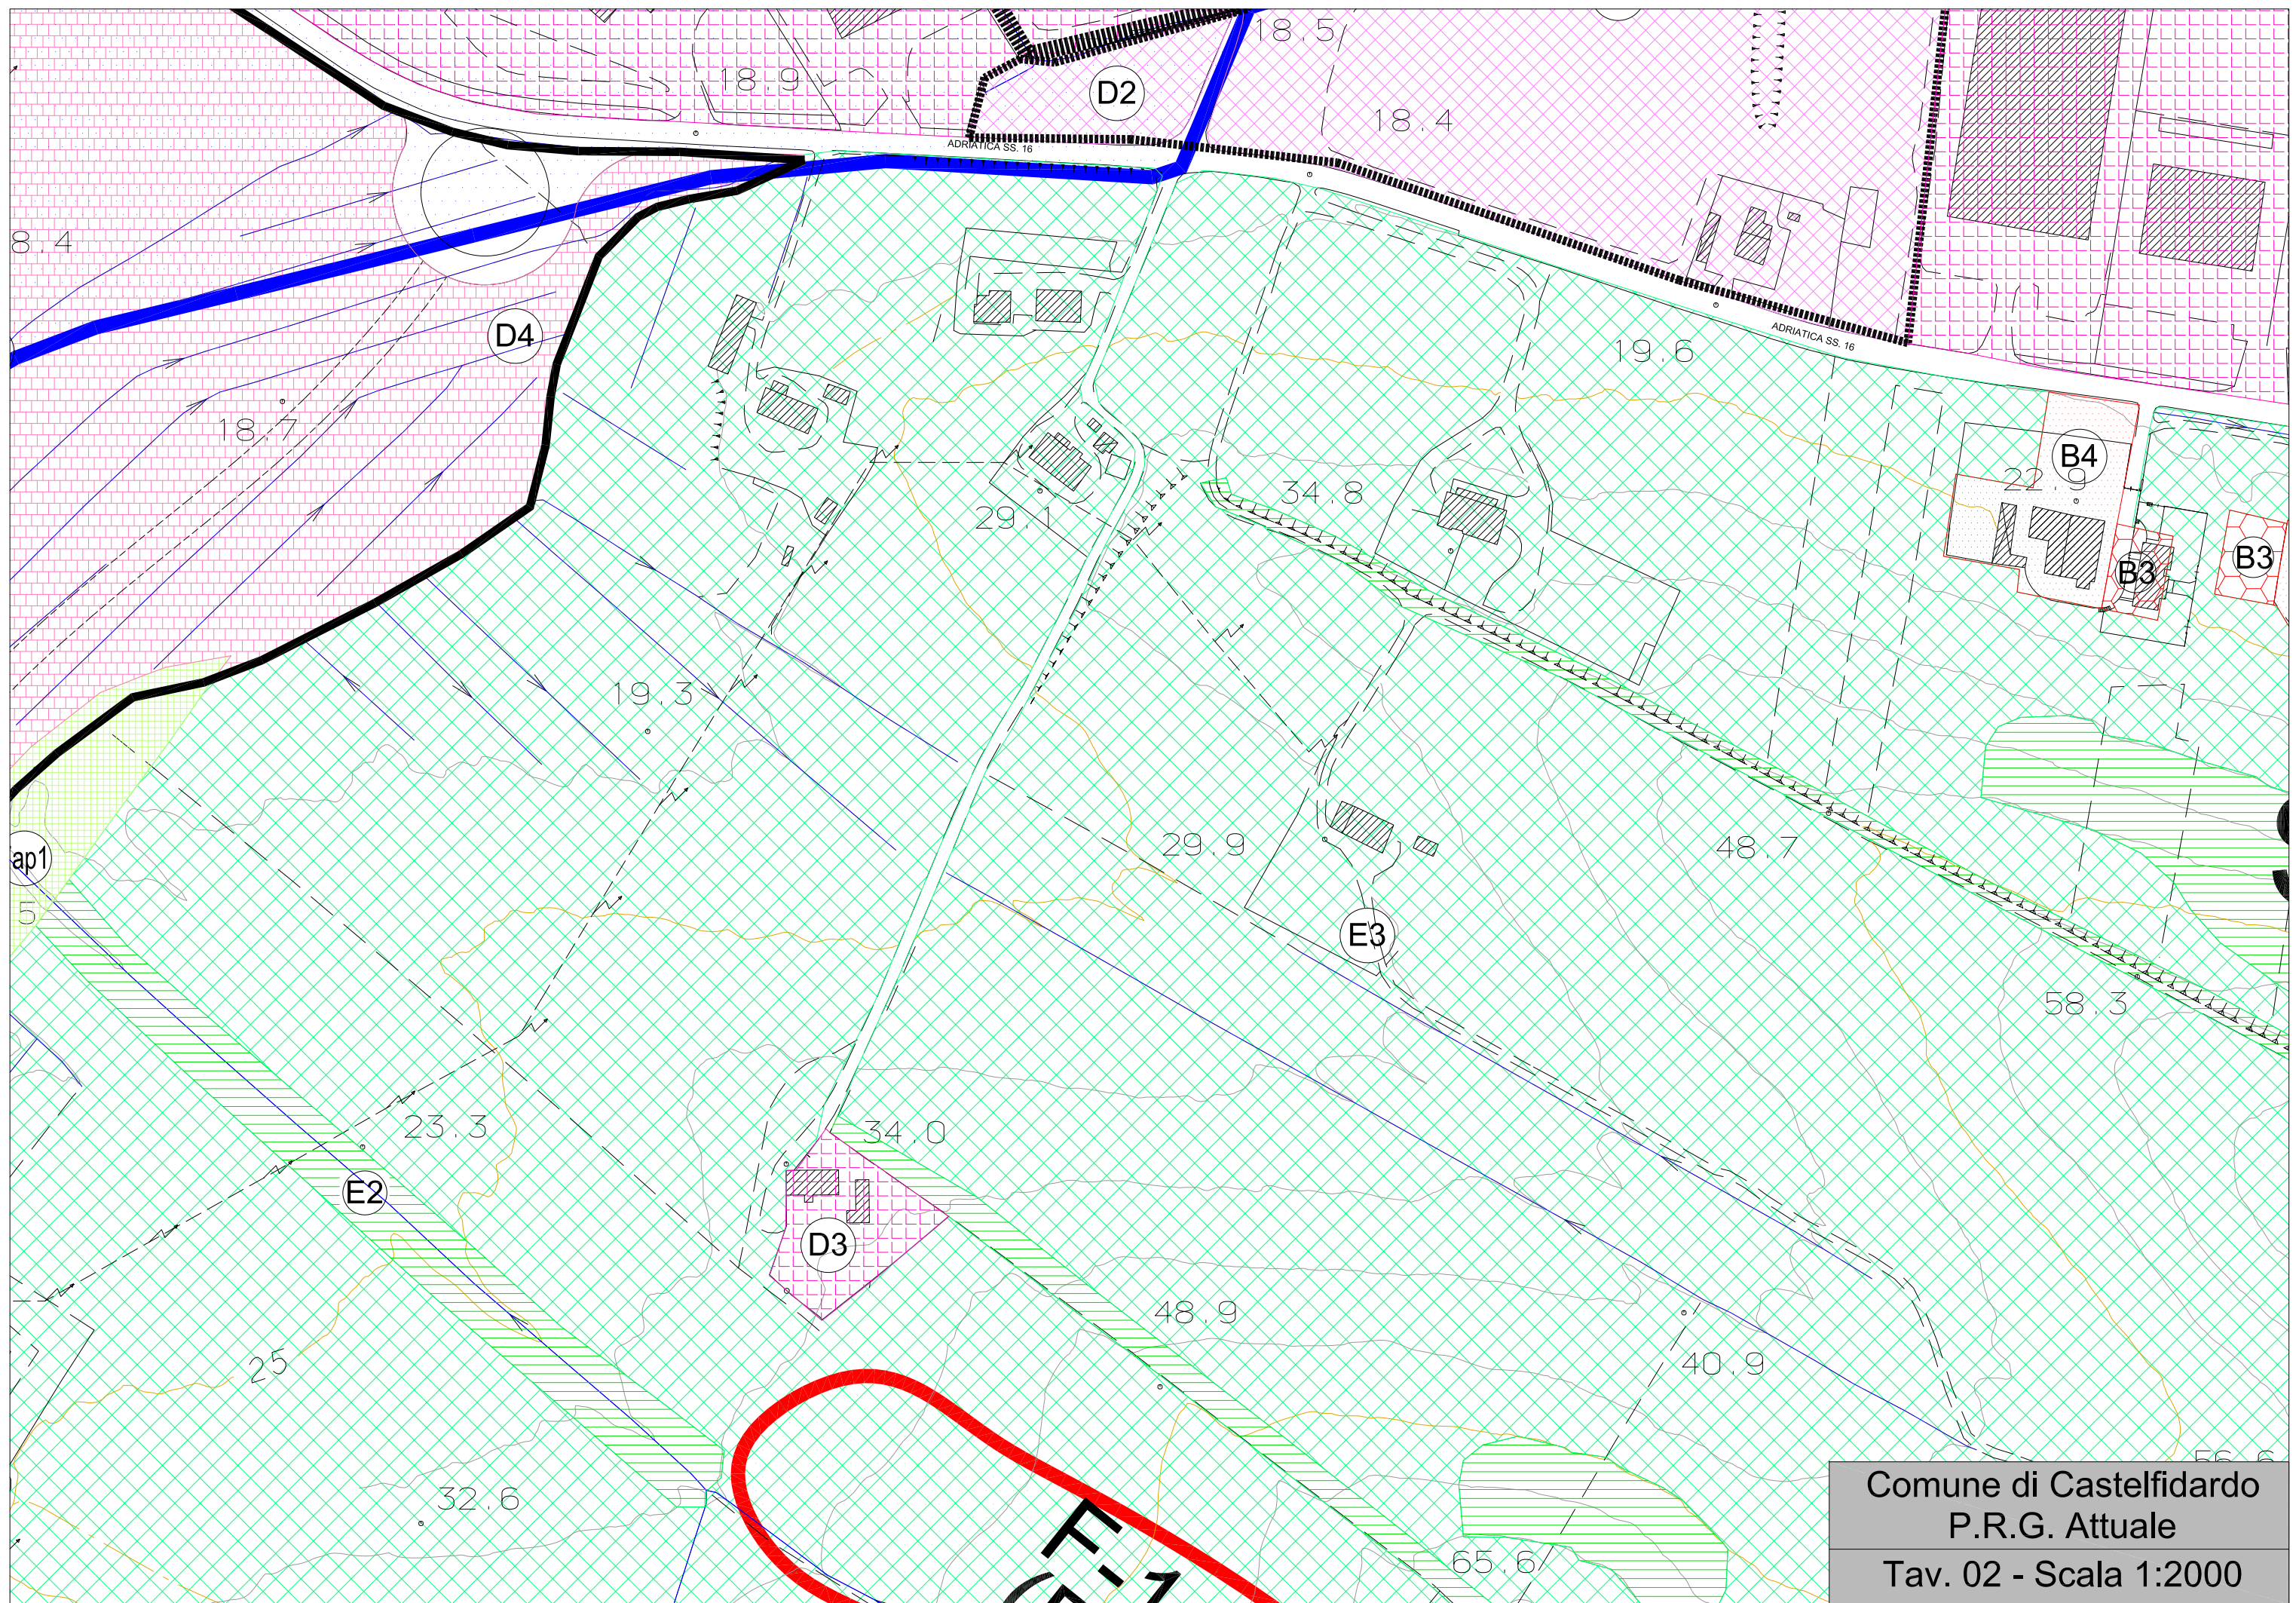 18.5
18.9
D2
18.4
ADRIATICA SS. 16
8.4
D4
ADRIATICA SS. 16
19.6
18.7
B4
22.9
34.8
29.1
B3
B3
19.3
29.9
48.7
ap1
5
E3
58.3
23.3
34.0
E2
D3
48.9
25
40.9
32.6
65.6
Comune di Castelfidardo
P.R.G. Attuale
Tav. 02 - Scala 1:2000